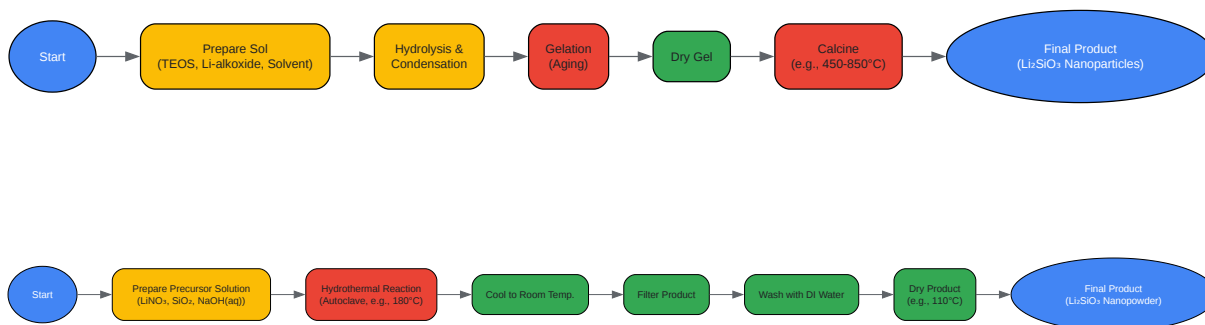 Start
Prepare Sol
(TEOS, Li-alkoxide, Solvent)
Hydrolysis &
Condensation
Gelation
(Aging)
Dry Gel
Calcine
(e.g., 450-850°C)
Final Product
(Li₂SiO₃ Nanoparticles)
Start
Prepare Precursor Solution
(LiNO₃, SiO₂, NaOH(aq))
Hydrothermal Reaction
(Autoclave, e.g., 180°C)
Cool to Room Temp.
Filter Product
Wash with DI Water
Dry Product
(e.g., 110°C)
Final Product
(Li₂SiO₃ Nanopowder)